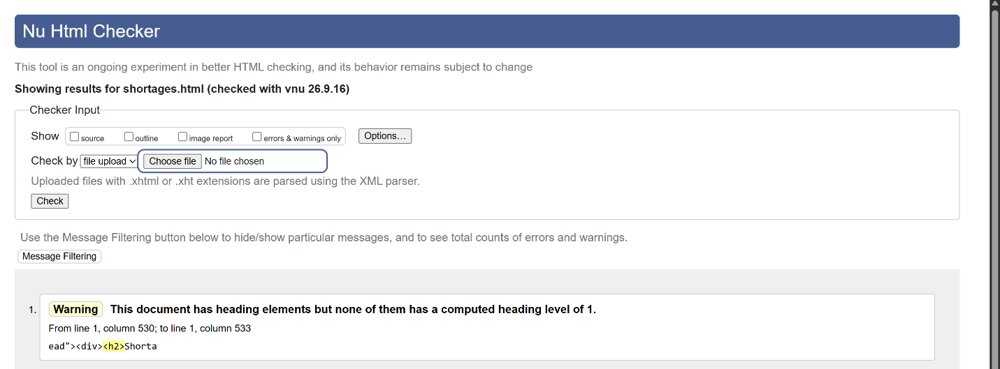 Nu Html Checker
This tool is an ongoing experiment in better HTML checking, and its behavior remains subject to change
Showing results for shortages.html (checked with vnu 26.9.16)
Checker Input
Show source outline image report errors & warnings only Options...
Check by file upload Choose file No file chosen
Uploaded files with .xhtml or .xht extensions are parsed using the XML parser.
Check
Use the Message Filtering button below to hide/show particular messages, and to see total counts of errors and warnings.
Message Filtering
1. Warning This document has heading elements but none of them has a computed heading level of 1.
From line 1, column 530; to line 1, column 533
ead"><div><h2>Shorta